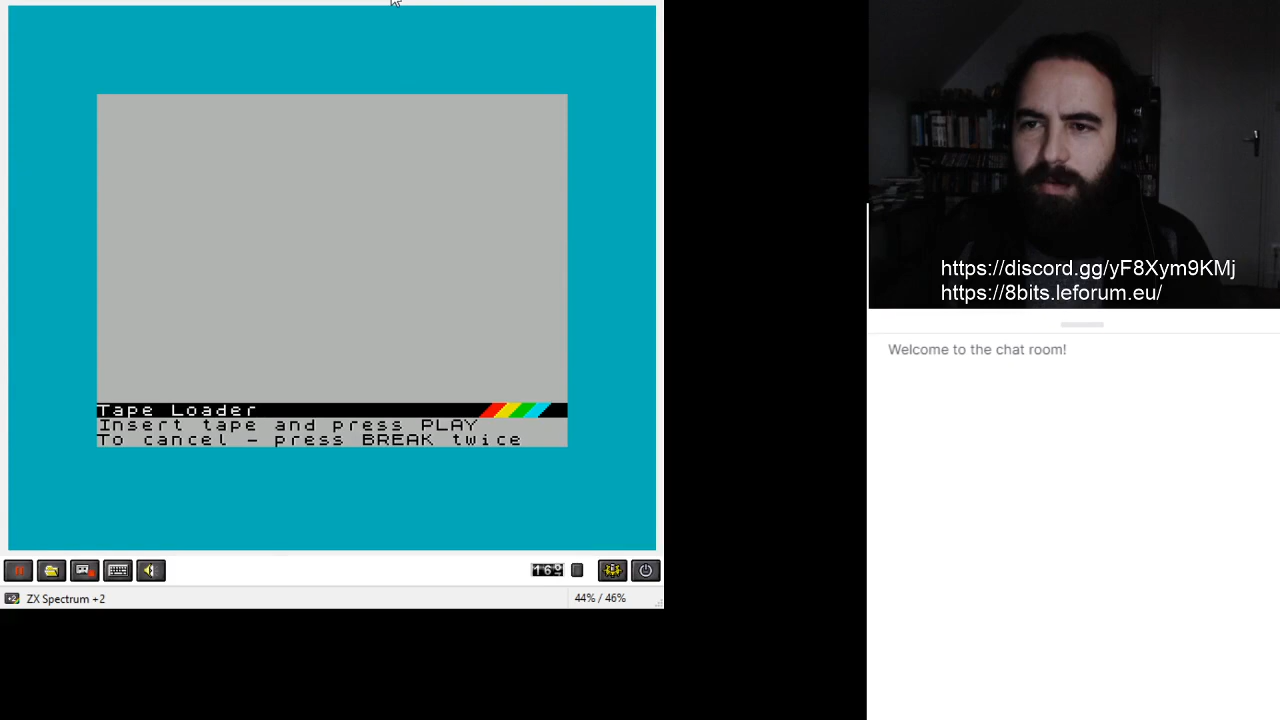 https://discord.gg/yF8Xym9KMj
https://8bits.leforum.eu/
Welcome to the chat room!
Tape Loader
Insert tape and press PLAY
To cancel – press BREAK twice
ZX Spectrum +2
44% / 46%